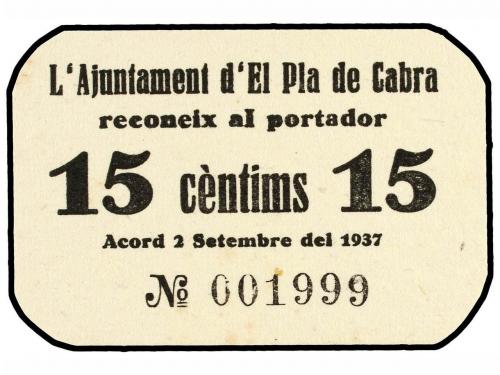 L'Ajuntament d'El Pla de Cabra
reconeix al portador
15 cèntims 15
Acord 2 Setembre del 1937
№ 001999